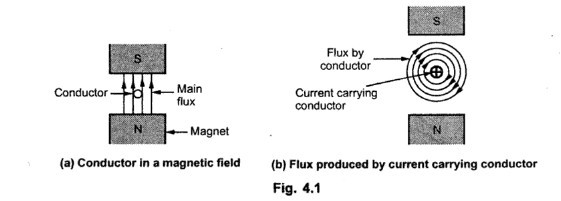 S
Conductor
Main
flux
N
Magnet
(a) Conductor in a magnetic field
S
Flux by
conductor
Current carrying
conductor
N
(b) Flux produced by current carrying conductor
Fig. 4.1